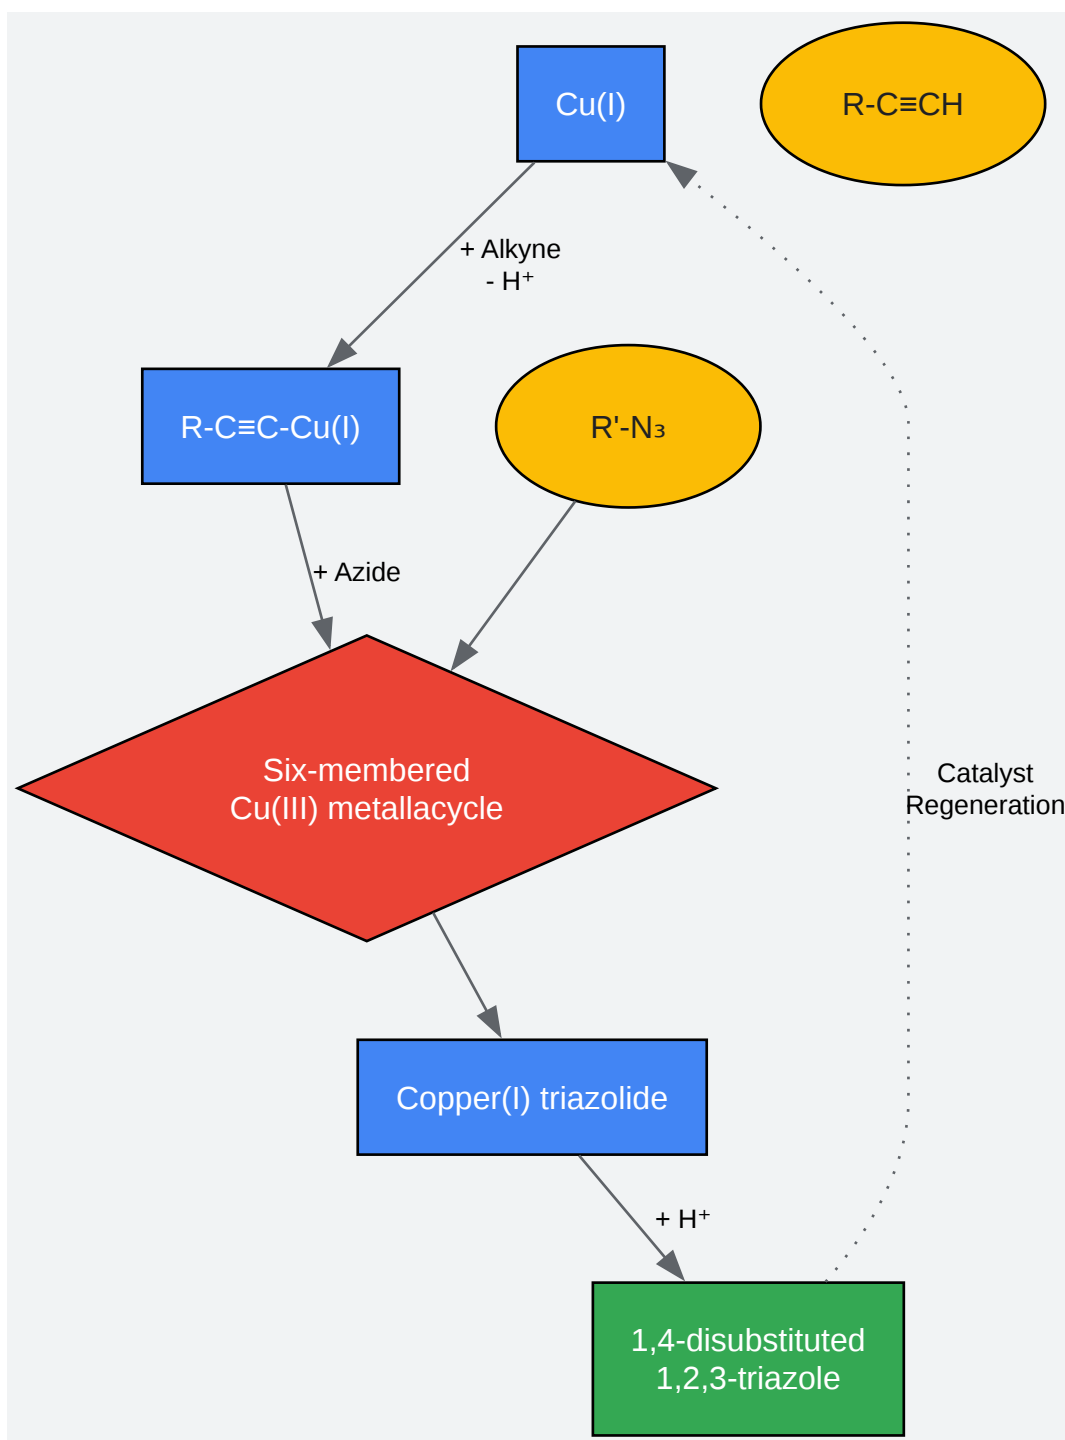 Cu(I)
R-C≡CH
+ Alkyne
- H⁺
R-C≡C-Cu(I)
R'-N₃
+ Azide
Six-membered
Cu(III) metallacycle
Catalyst
Regeneration
Copper(I) triazolide
+ H⁺
1,4-disubstituted
1,2,3-triazole